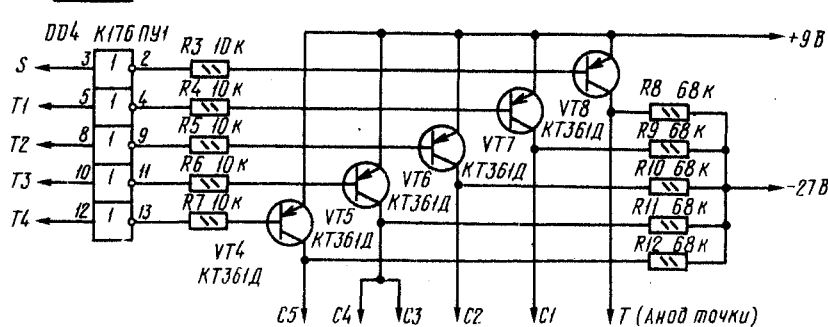 DD4 К176 ПУ1
+9 В
S 3 1 2 R3 10 к
VT8
КТ361Д
T1 5 1 4 R4 10 к
R8 68 к
VT7
КТ361Д
T2 8 1 9 R5 10 к
R9 68 к
VT6
КТ361Д
T3 10 1 11 R6 10 к
R10 68 к
-27 В
VT5
КТ361Д
T4 12 1 13 R7 10 к
R11 68 к
VT4
КТ361Д
R12 68 к
C5 C4 C3 C2 C1 T (Анод точки)